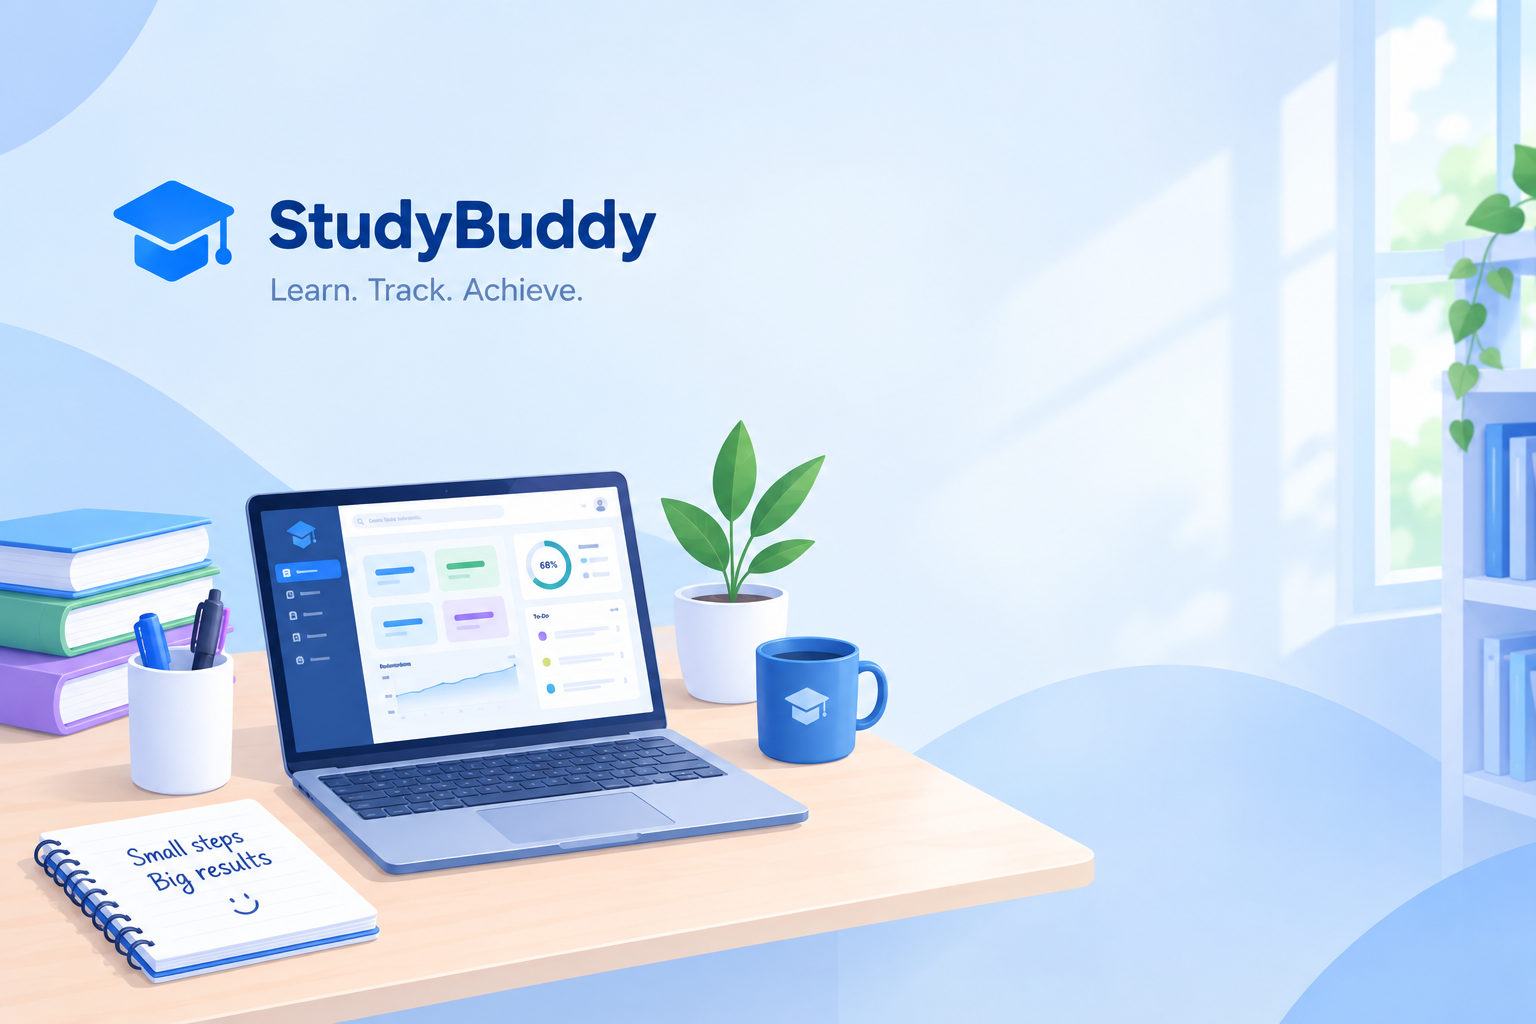 StudyBuddy
Learn. Track. Achieve.
68%
To-Do
Small steps
Big results